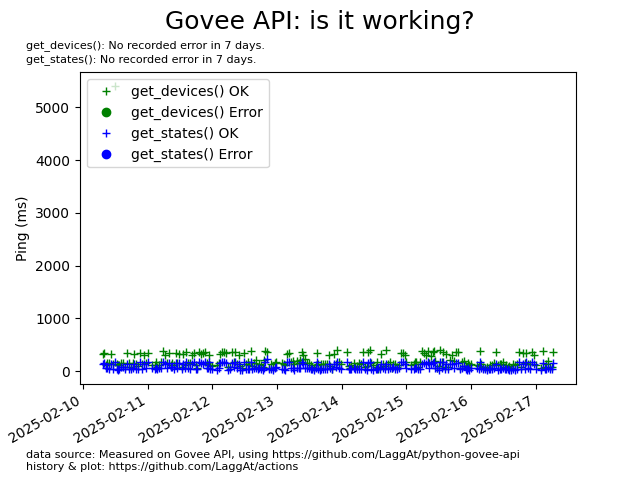 Govee API: is it working?
get_devices(): No recorded error in 7 days.
get_states(): No recorded error in 7 days.
get_devices() OK
get_devices() Error
get_states() OK
get_states() Error
Ping (ms)
5000
4000
3000
2000
1000
0
2025-02-10
2025-02-11
2025-02-12
2025-02-13
2025-02-14
2025-02-15
2025-02-16
2025-02-17
data source: Measured on Govee API, using https://github.com/LaggAt/python-govee-api
history & plot: https://github.com/LaggAt/actions